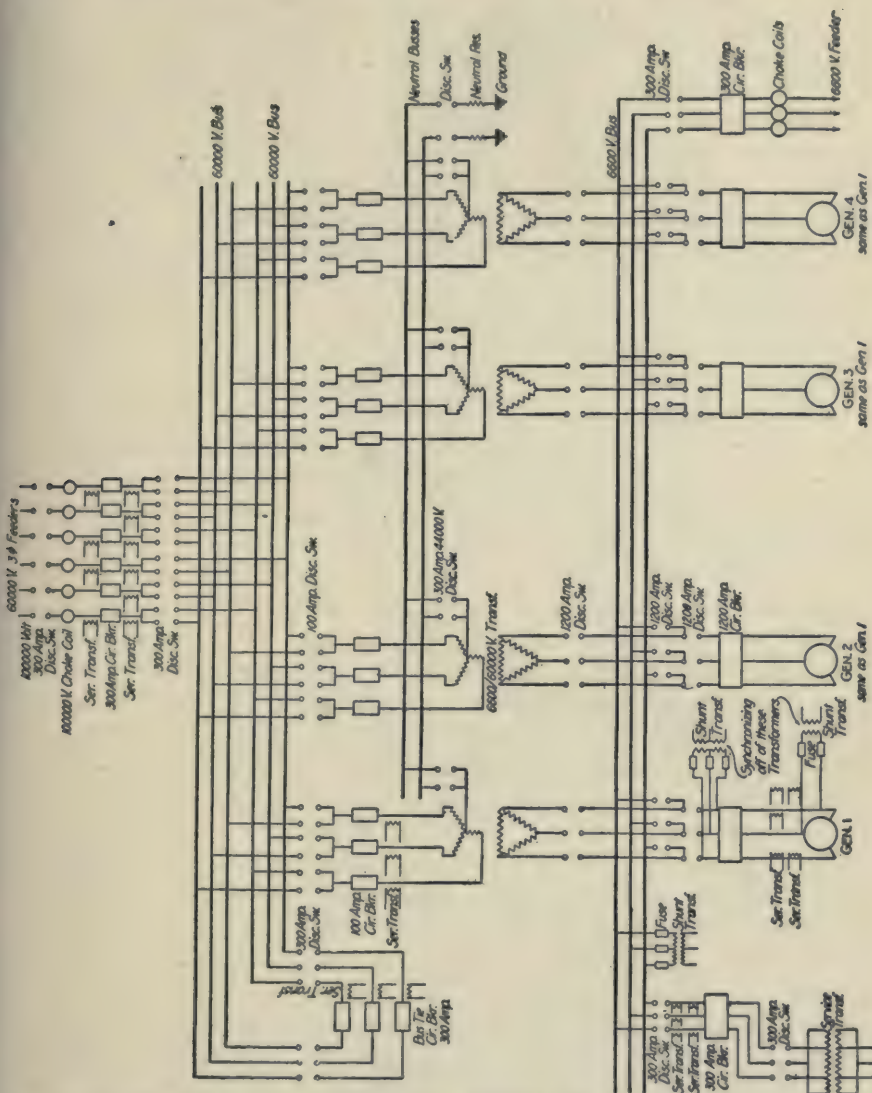 60000 V. 3φ Feeders
100000 Volt
300 Amp.
Disc. Sw.
100000 V. Choke Coil
Ser. Transf.
300 Amp. Cir. Bkr.
Ser. Transf.
300 Amp.
Disc. Sw.
60000 V. Bus
60000 V. Bus
300 Amp.
Disc. Sw.
Bus Tie
Cir. Bkr.
300 Amp.
100 Amp.
Cir. Bkr.
Ser. Transf.
100 Amp. Disc. Sw.
Neutral Busses
Disc. Sw.
Neutral Res.
Ground
300 Amp. 44000 V.
Disc. Sw.
6600/60000 V. Transf.
1200 Amp.
Disc. Sw.
6600 V. Bus
300 Amp.
Disc. Sw.
300 Amp.
Cir. Bkr.
Choke Coils
6600 V. Feeder
1200 Amp.
Disc. Sw.
1200 Amp.
Disc. Sw.
1200 Amp.
Cir. Bkr.
Shunt
Transf.
Synchronizing
off of these
Transformers
Fuse
Shunt
Transf.
Fuse
Shunt
Transf.
Ser. Transf.
Ser. Transf.
300 Amp.
Disc. Sw.
Ser. Transf.
Ser. Transf.
300 Amp.
Cir. Bkr.
300 Amp.
Disc. Sw.
Service
Transf.
GEN. 1
GEN. 2
same as Gen. 1
GEN. 3
same as Gen. 1
GEN. 4
same as Gen. 1